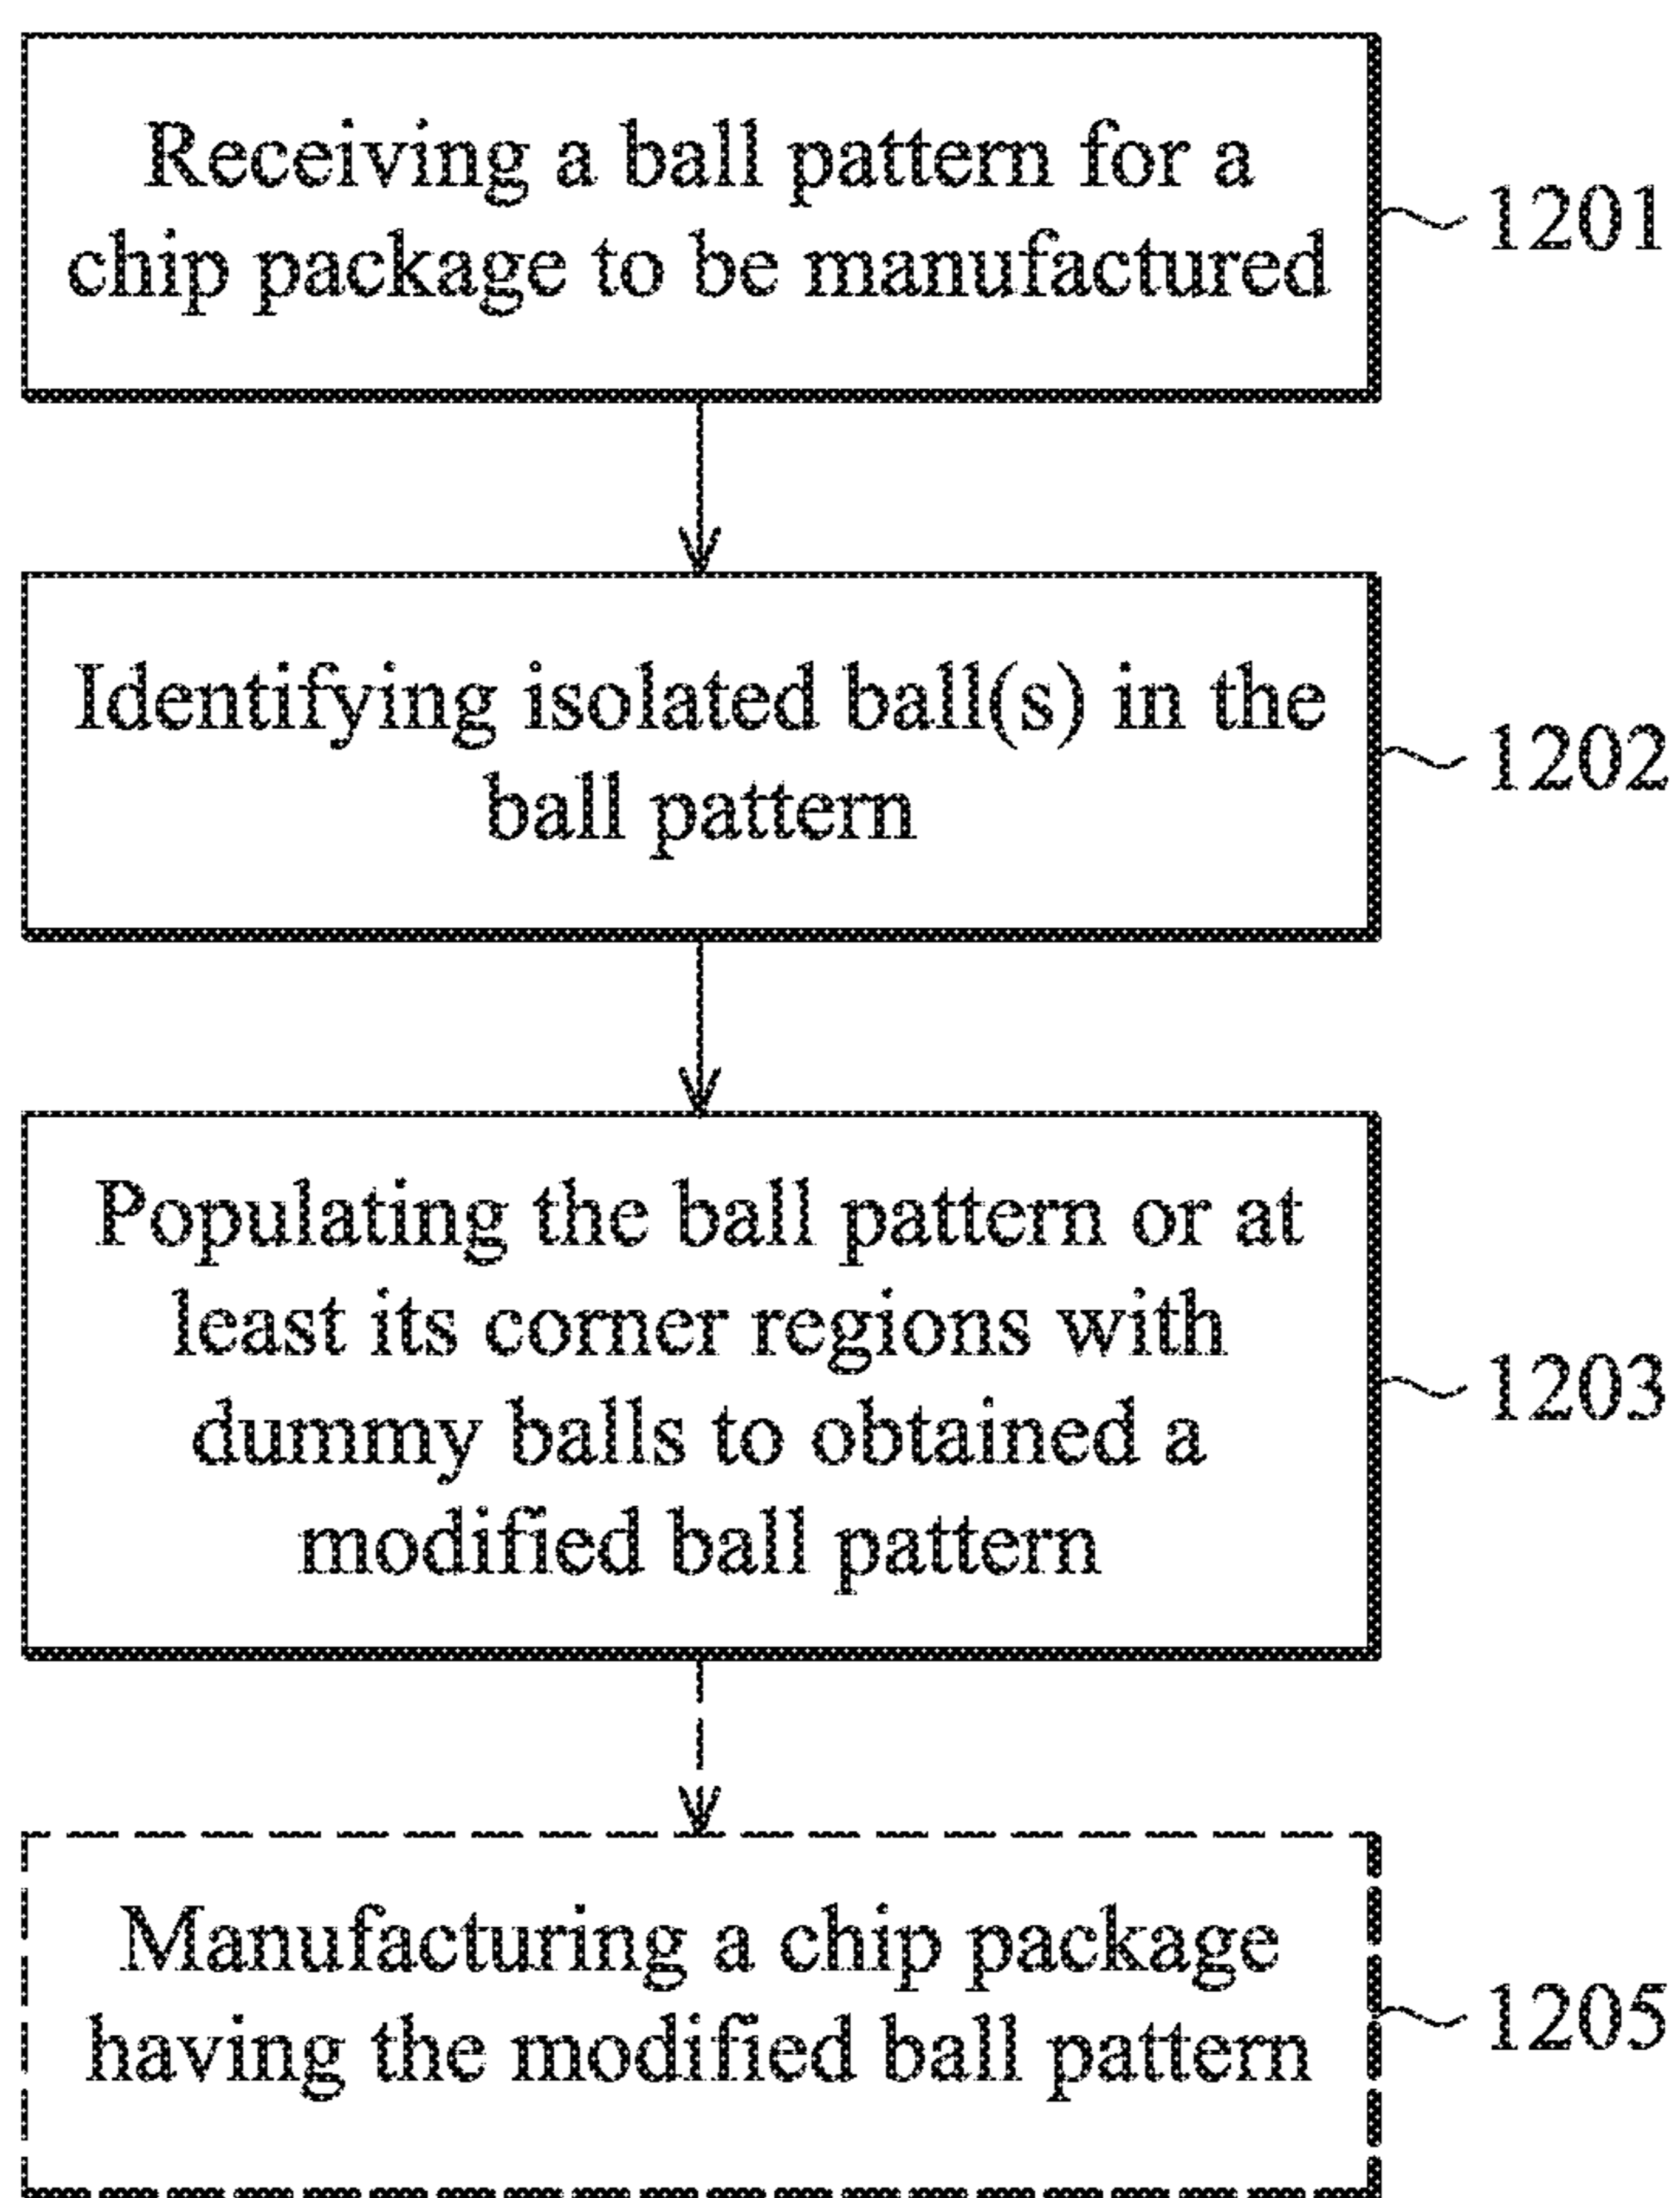 Receiving a ball pattern for a
chip package to be manufactured
1201
Identifying isolated ball(s) in the
ball pattern
1202
Populating the ball pattern or at
least its corner regions with
dummy balls to obtained a
modified ball pattern
1203
Manufacturing a chip package
having the modified ball pattern
1205